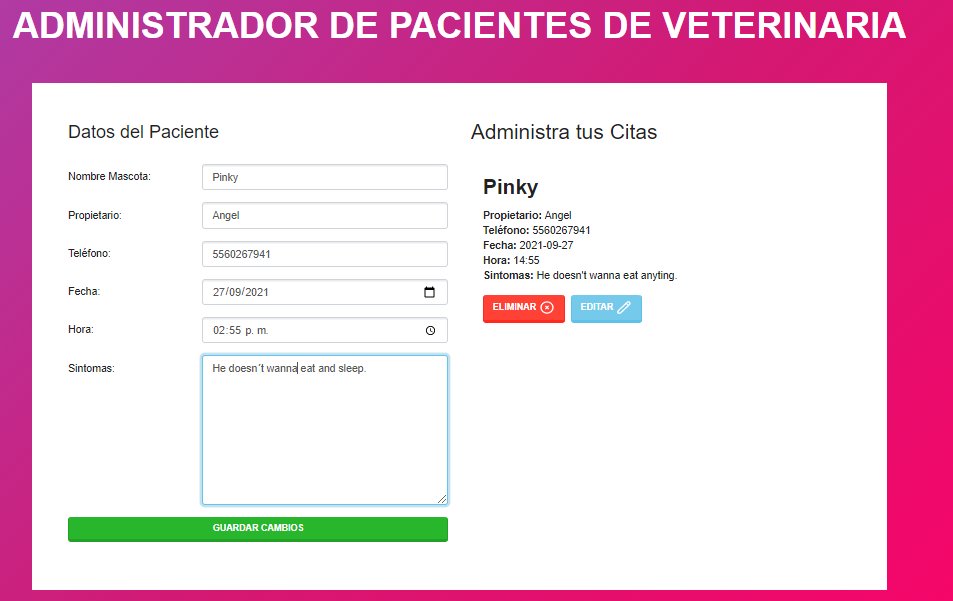 ADMINISTRADOR DE PACIENTES DE VETERINARIA
Datos del Paciente
Nombre Mascota: Pinky
Propietario: Angel
Teléfono: 5560267941
Fecha: 27/09/2021
Hora: 02:55 p. m.
Sintomas: He doesn´t wanna eat and sleep.
GUARDAR CAMBIOS
Administra tus Citas
Pinky
Propietario: Angel
Teléfono: 5560267941
Fecha: 2021-09-27
Hora: 14:55
Sintomas: He doesn't wanna eat anyting.
ELIMINAR EDITAR